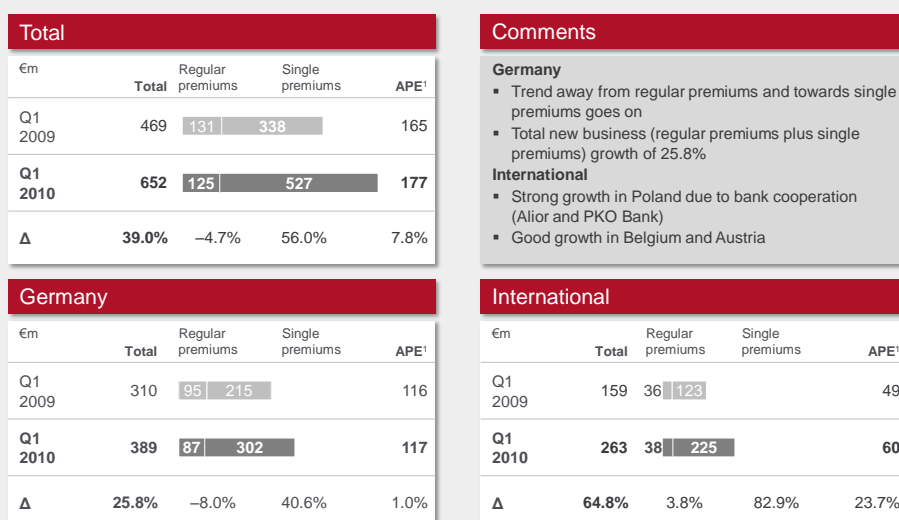 Total
€m Total Regular premiums Single premiums APE¹
Q1 2009 469 131 338 165
Q1 2010 652 125 527 177
Δ 39.0% –4.7% 56.0% 7.8%
Comments
Germany
▪ Trend away from regular premiums and towards single
premiums goes on
▪ Total new business (regular premiums plus single
premiums) growth of 25.8%
International
▪ Strong growth in Poland due to bank cooperation
(Alior and PKO Bank)
▪ Good growth in Belgium and Austria
Germany
€m Total Regular premiums Single premiums APE¹
Q1 2009 310 95 215 116
Q1 2010 389 87 302 117
Δ 25.8% –8.0% 40.6% 1.0%
International
€m Total Regular premiums Single premiums APE¹
Q1 2009 159 36 123 49
Q1 2010 263 38 225 60
Δ 64.8% 3.8% 82.9% 23.7%